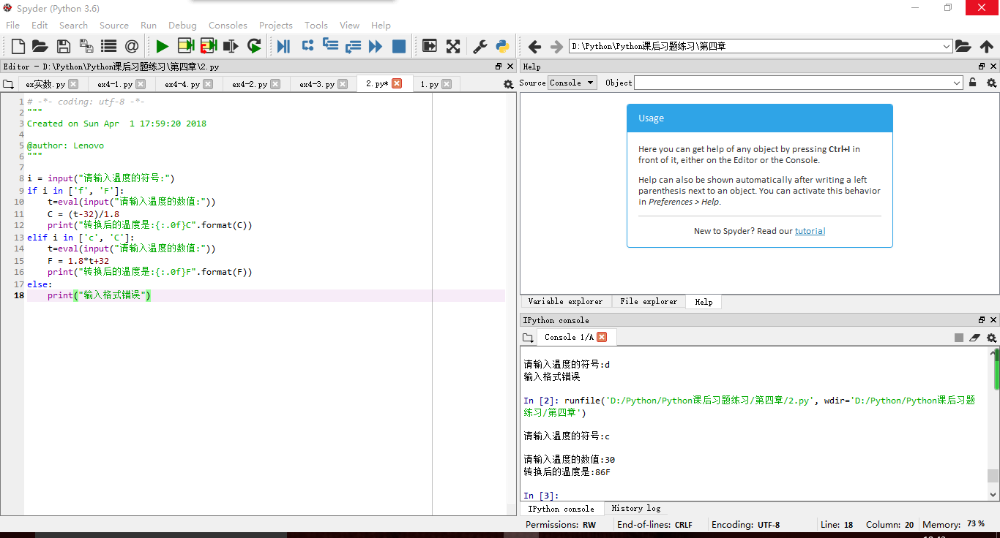 Spyder (Python 3.6)
File Edit Search Source Run Debug Consoles Projects Tools View Help
D:\Python\Python课后习题练习\第四章
Editor - D:\Python\Python课后习题练习\第四章\2.py
ex实数.py ex4-1.py ex4-4.py ex4-2.py ex4-3.py 2.py* 1.py
1 # -*- coding: utf-8 -*-
2 """
3 Created on Sun Apr  1 17:59:20 2018
4
5 @author: Lenovo
6 """
7
8 i = input("请输入温度的符号:")
9 if i in ['f', 'F']:
10     t=eval(input("请输入温度的数值:"))
11     C = (t-32)/1.8
12     print("转换后的温度是:{:.0f}C".format(C))
13 elif i in ['c', 'C']:
14     t=eval(input("请输入温度的数值:"))
15     F = 1.8*t+32
16     print("转换后的温度是:{:.0f}F".format(F))
17 else:
18     print("输入格式错误")
Help
Source Console Object
Usage
Here you can get help of any object by pressing Ctrl+I in
front of it, either on the Editor or the Console.
Help can also be shown automatically after writing a left
parenthesis next to an object. You can activate this behavior
in Preferences > Help.
New to Spyder? Read our tutorial
Variable explorer File explorer Help
IPython console
Console 1/A
请输入温度的符号:d
输入格式错误
In [2]: runfile('D:/Python/Python课后习题练习/第四章/2.py', wdir='D:/Python/Python课后习题
练习/第四章')
请输入温度的符号:c
请输入温度的数值:30
转换后的温度是:86F
In [3]:
IPython console History log
Permissions: RW End-of-lines: CRLF Encoding: UTF-8 Line: 18 Column: 20 Memory: 73 %